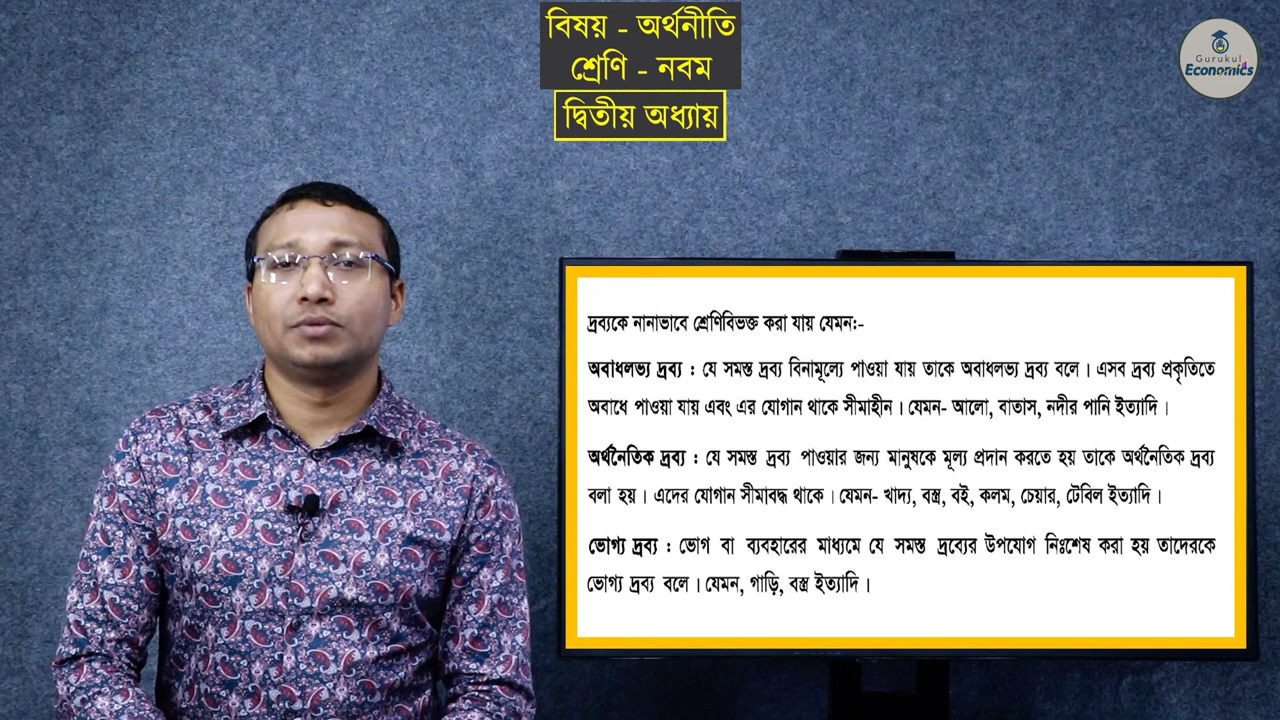 বিষয় - অর্থনীতি
শ্রেণি - নবম
দ্বিতীয় অধ্যায়
Gurukul
Economics
দ্রব্যকে নানাভাবে শ্রেণিবিভক্ত করা যায় যেমন:-
অবাধলভ্য দ্রব্য : যে সমস্ত দ্রব্য বিনামূল্যে পাওয়া যায় তাকে অবাধলভ্য দ্রব্য বলে। এসব দ্রব্য প্রকৃতিতে
অবাধে পাওয়া যায় এবং এর যোগান থাকে সীমাহীন। যেমন- আলো, বাতাস, নদীর পানি ইত্যাদি।
অর্থনৈতিক দ্রব্য : যে সমস্ত দ্রব্য পাওয়ার জন্য মানুষকে মূল্য প্রদান করতে হয় তাকে অর্থনৈতিক দ্রব্য
বলা হয়। এদের যোগান সীমাবদ্ধ থাকে। যেমন- খাদ্য, বস্ত্র, বই, কলম, চেয়ার, টেবিল ইত্যাদি।
ভোগ্য দ্রব্য : ভোগ বা ব্যবহারের মাধ্যমে যে সমস্ত দ্রব্যের উপযোগ নিঃশেষ করা হয় তাদেরকে
ভোগ্য দ্রব্য বলে। যেমন, গাড়ি, বস্ত্র ইত্যাদি।